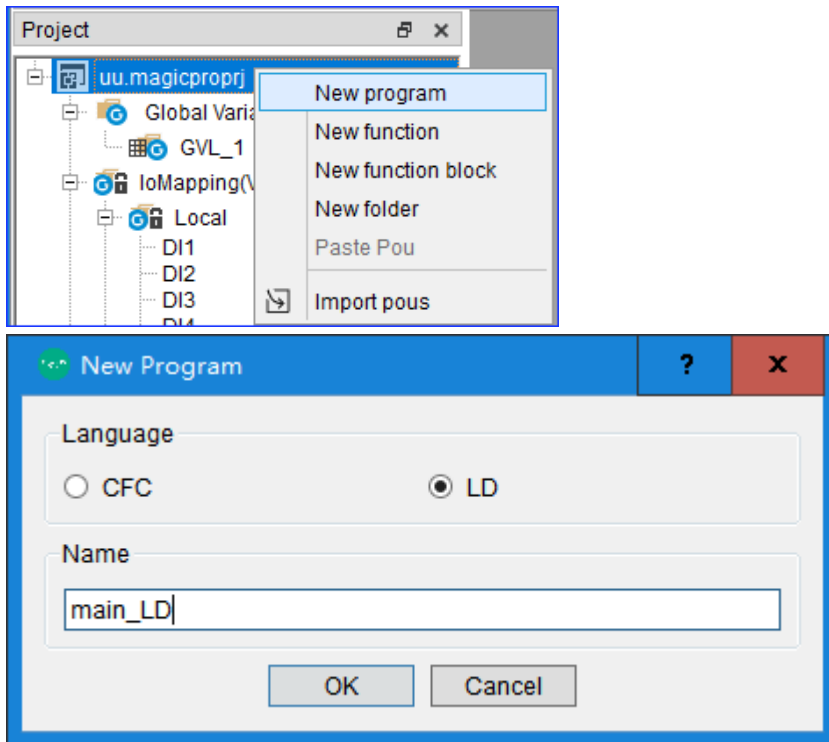 Project
uu.magicproprj
New program
Global Varia
New function
GVL_1
New function block
IoMapping(V
New folder
Local
Paste Pou
DI1
DI2
DI3
Import pous
DI4
New Program
?
x
Language
CFC
LD
Name
main_LD
OK
Cancel